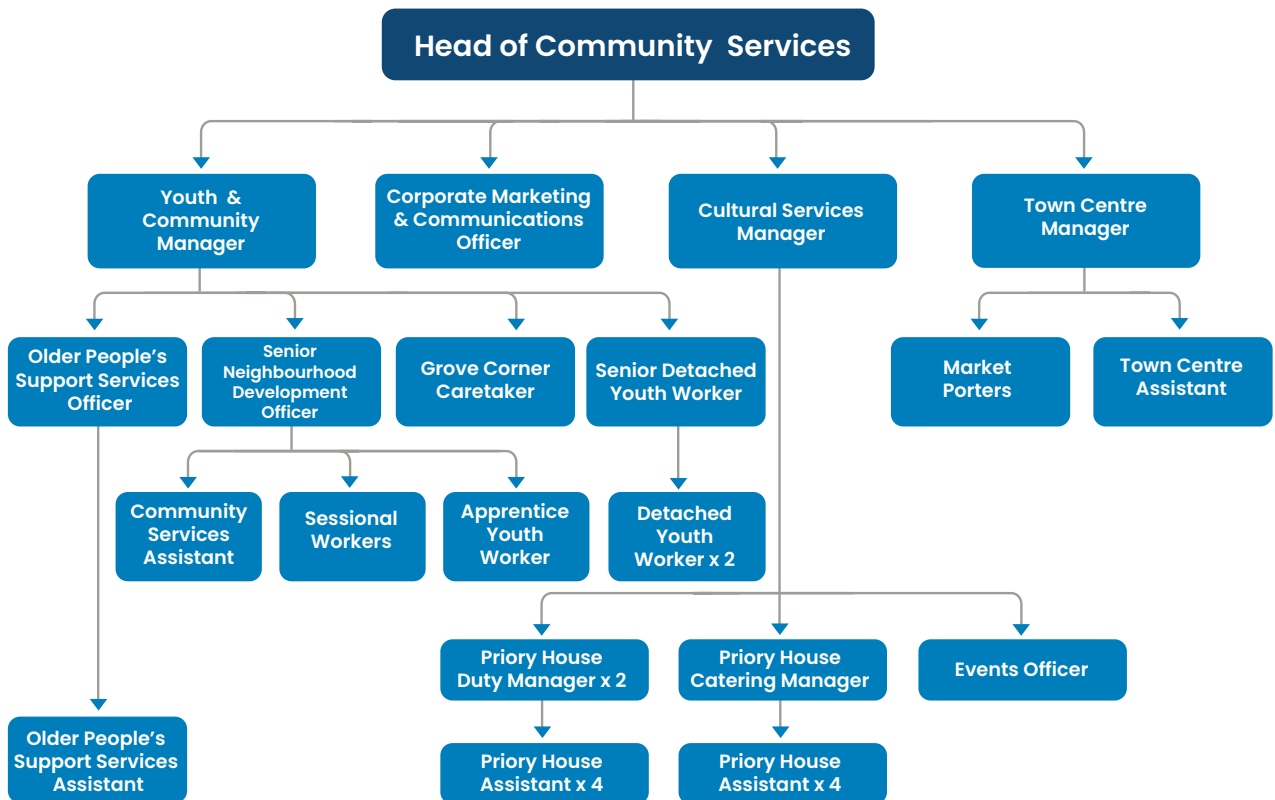 Head of Community Services
Youth &
Community
Manager
Corporate Marketing
& Communications
Officer
Cultural Services
Manager
Town Centre
Manager
Older People's
Support Services
Officer
Senior
Neighbourhood
Development
Officer
Grove Corner
Caretaker
Senior Detached
Youth Worker
Market
Porters
Town Centre
Assistant
Community
Services
Assistant
Sessional
Workers
Apprentice
Youth
Worker
Detached
Youth
Worker x 2
Priory House
Duty Manager x 2
Priory House
Catering Manager
Events Officer
Older People's
Support Services
Assistant
Priory House
Assistant x 4
Priory House
Assistant x 4